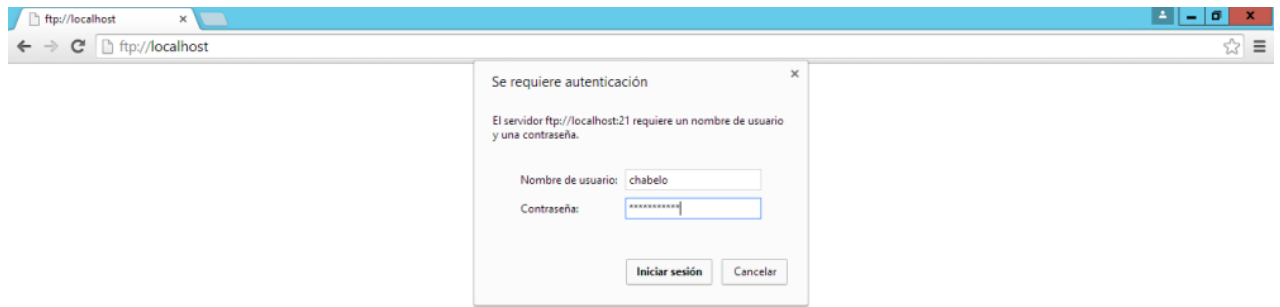 ftp://localhost
ftp://localhost
Se requiere autenticación
El servidor ftp://localhost:21 requiere un nombre de usuario
y una contraseña.
Nombre de usuario: chabelo
Contraseña: ***********
Iniciar sesión Cancelar